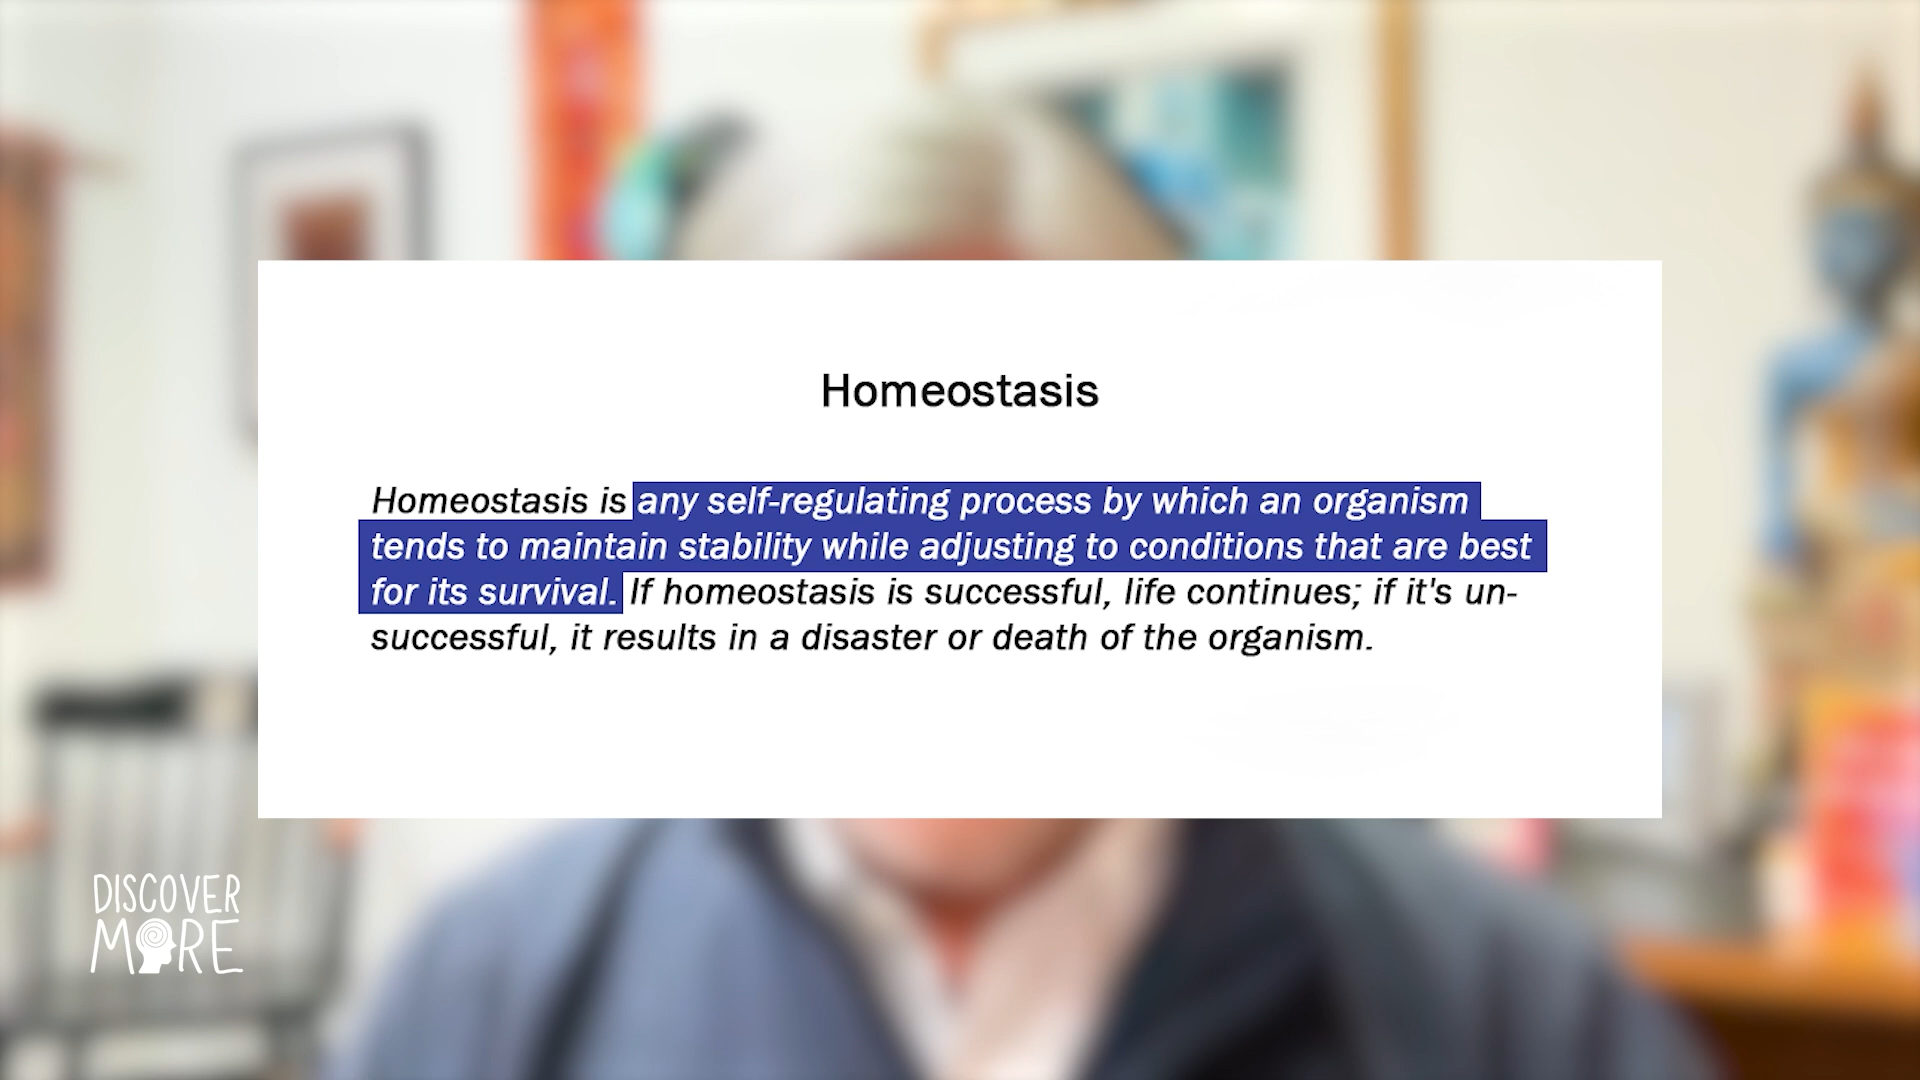 Homeostasis
Homeostasis is any self-regulating process by which an organism
tends to maintain stability while adjusting to conditions that are best
for its survival. If homeostasis is successful, life continues; if it's un-
successful, it results in a disaster or death of the organism.
DISCOVER
MORE